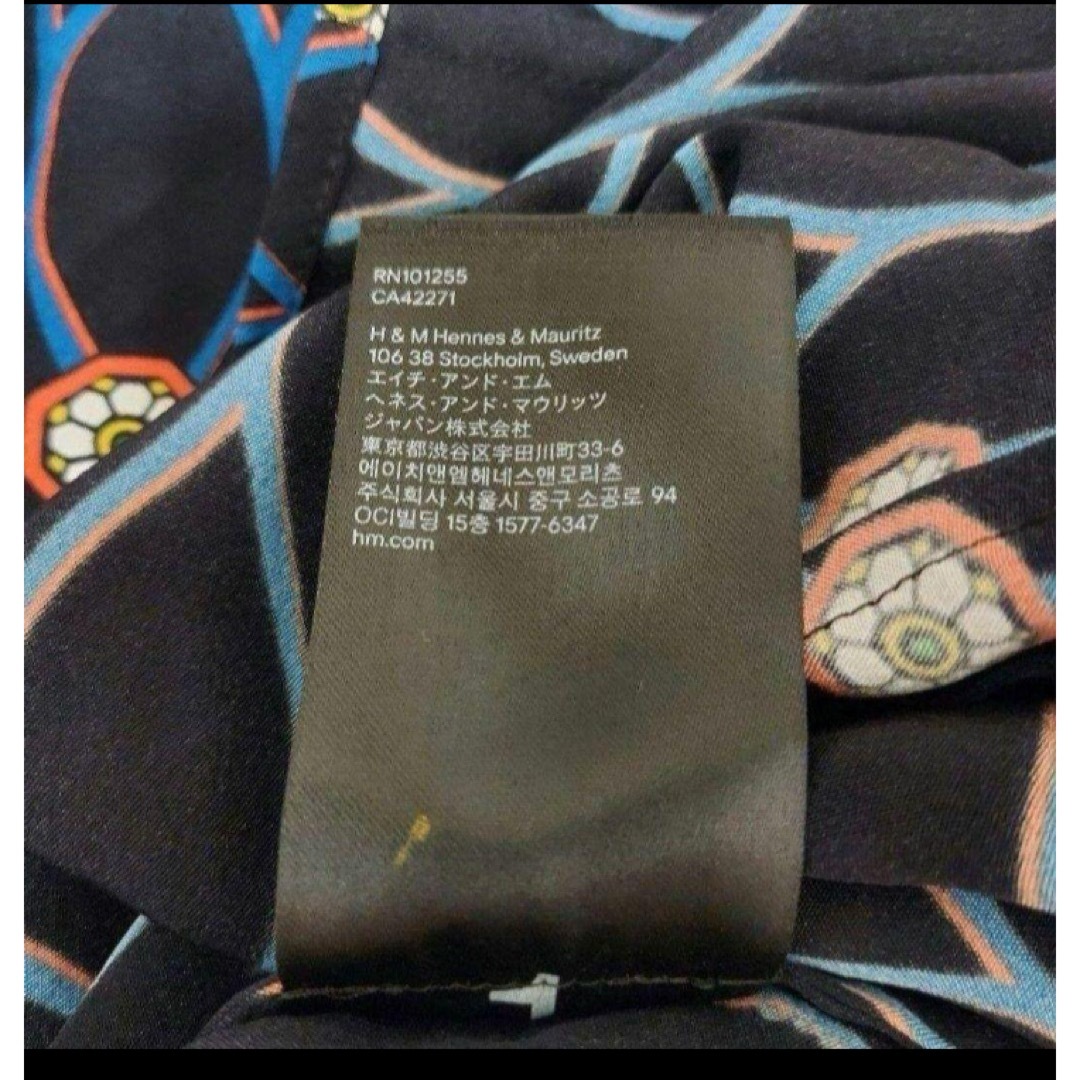 RN101255
CA42271
H & M Hennes & Mauritz
106 38 Stockholm, Sweden
エイチ・アンド・エム
ヘネス・アンド・マウリッツ
ジャパン株式会社
東京都渋谷区宇田川町33-6
에이치앤엠헤네스앤모리츠
주식회사 서울시 중구 소공로 94
OCI빌딩 15층 1577-6347
hm.com